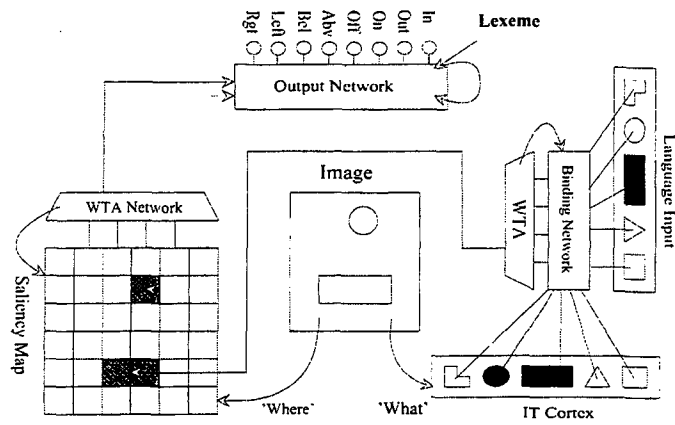 Rgt
Left
Bel
Abv
Off
On
Out
In
Lexeme
Output Network
Image
WTA Network
Saliency Map
WTA
Binding Network
Language Input
'Where'
'What'
IT Cortex